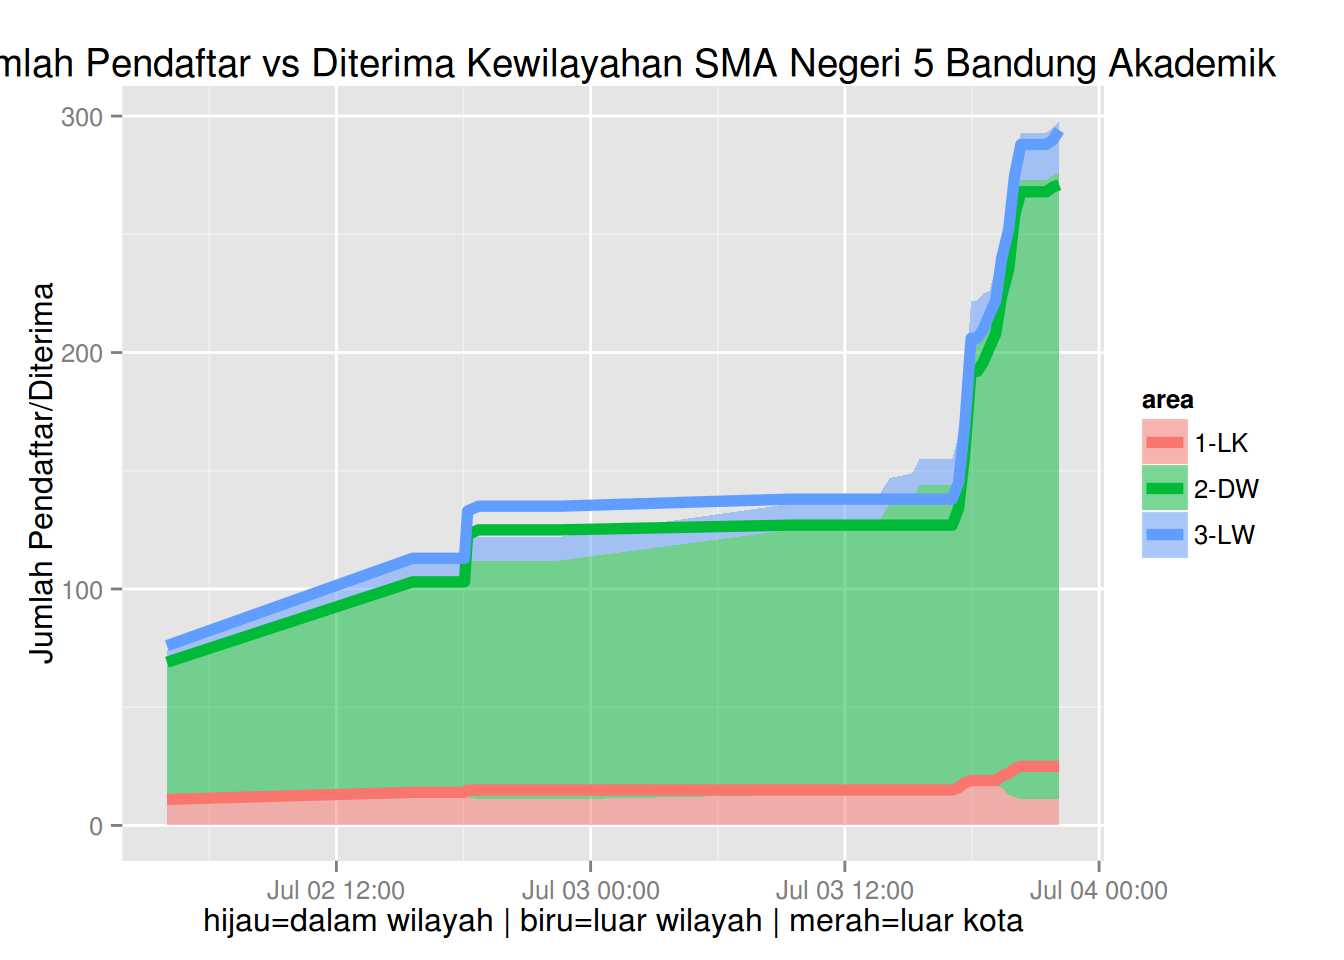 mlah Pendaftar vs Diterima Kewilayahan SMA Negeri 5 Bandung Akademik
300
200
100
0
Jumlah Pendaftar/Diterima
Jul 02 12:00
Jul 03 00:00
Jul 03 12:00
Jul 04 00:00
hijau=dalam wilayah | biru=luar wilayah | merah=luar kota
area
1-LK
2-DW
3-LW